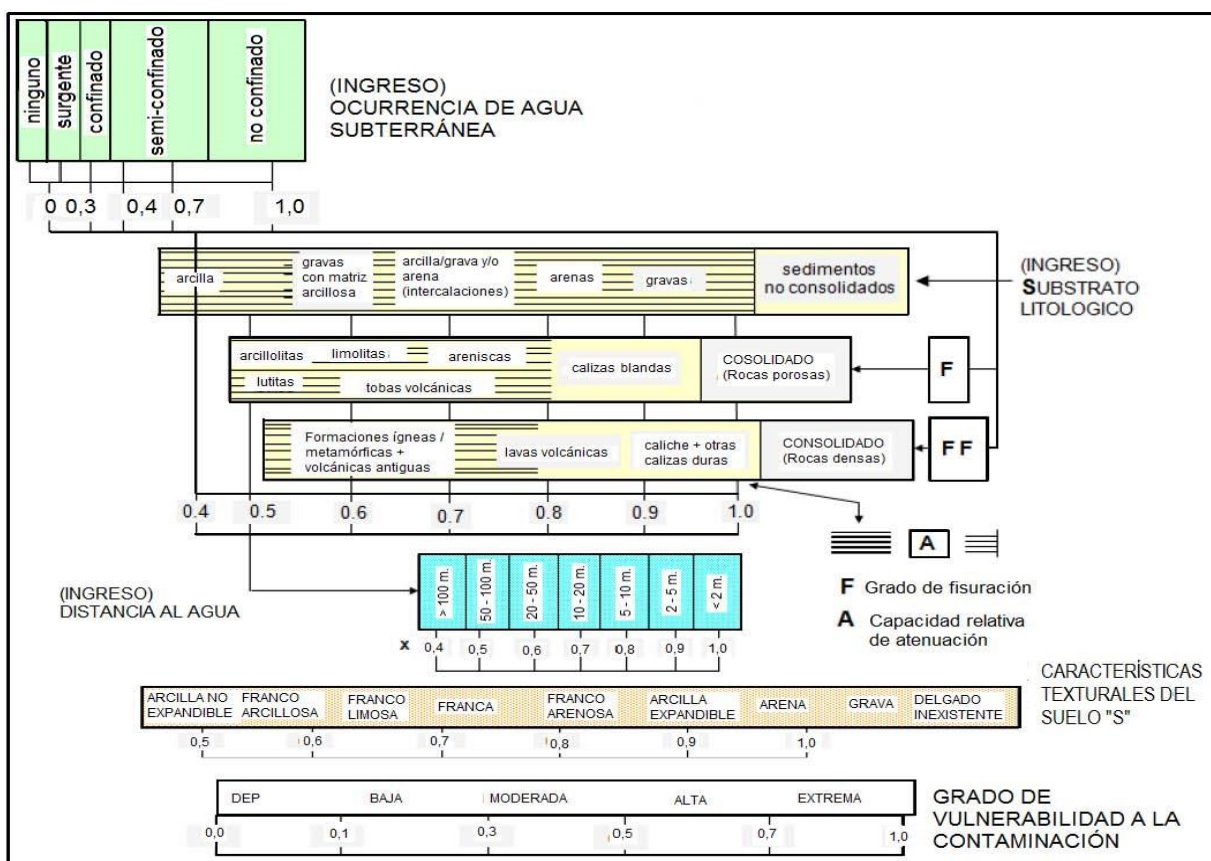 ninguno
surgente
confinado
semi-confinado
no confinado
(INGRESO)
OCURRENCIA DE AGUA
SUBTERRÁNEA
0 0,3 0,4 0,7 1,0
arcilla
gravas
con matriz
arcillosa
arcilla/grava y/o
arena
(intercalaciones)
arenas
gravas
sedimentos
no consolidados
(INGRESO)
SUBSTRATO
LITOLOGICO
arcillolitas
limolitas
areniscas
lutitas
tobas volcánicas
calizas blandas
COSOLIDADO
(Rocas porosas)
F
Formaciones ígneas /
metamórficas +
volcánicas antiguas
lavas volcánicas
caliche + otras
calizas duras
CONSOLIDADO
(Rocas densas)
F F
0.4 0.5 0.6 0.7 0.8 0.9 1.0
A
F Grado de fisuración
A Capacidad relativa
de atenuación
(INGRESO)
DISTANCIA AL AGUA
> 100 m.
50 - 100 m.
20 - 50 m.
10 - 20 m.
5 - 10 m.
2 - 5 m.
< 2 m.
x 0,4 0,5 0,6 0,7 0,8 0,9 1,0
CARACTERÍSTICAS
TEXTURALES DEL
SUELO "S"
ARCILLA NO
EXPANDIBLE
FRANCO
ARCILLOSA
FRANCO
LIMOSA
FRANCA
FRANCO
ARENOSA
ARCILLA
EXPANDIBLE
ARENA
GRAVA
DELGADO
INEXISTENTE
0,5 0,6 0,7 0,8 0,9 1,0
DEP BAJA MODERADA ALTA EXTREMA
0,0 0,1 0,3 0,5 0,7 1,0
GRADO DE
VULNERABILIDAD A LA
CONTAMINACIÓN